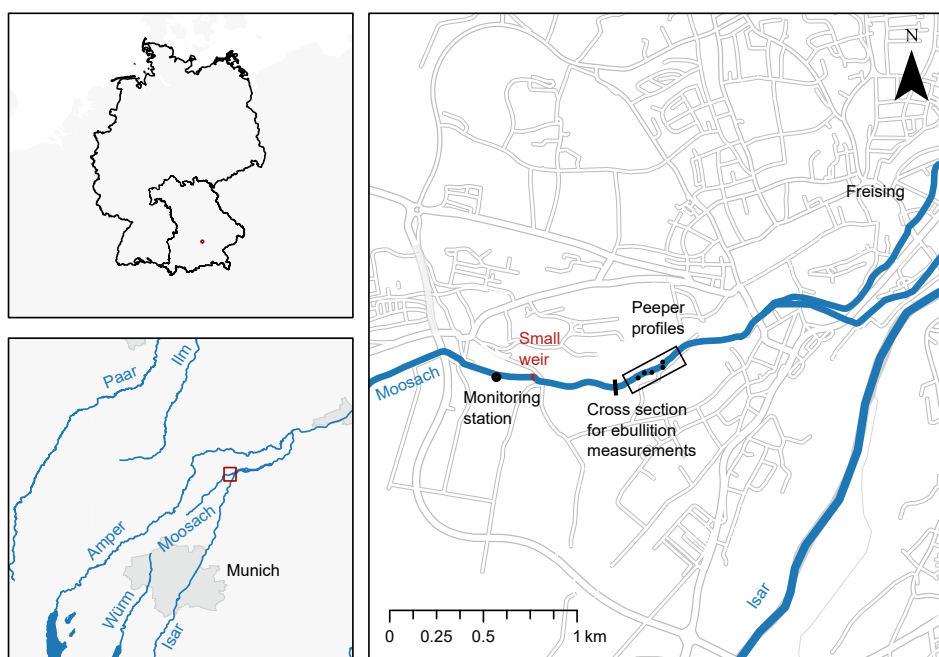 N
Freising
Peeper
profiles
Small
weir
Moosach
Monitoring
station
Cross section
for ebullition
measurements
Isar
0 0.25 0.5 1 km
Paar
Ilm
Amper
Moosach
Munich
Würm
Isar